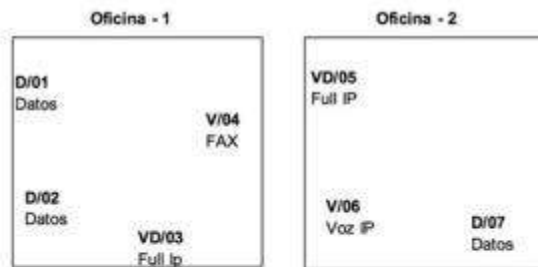 Oficina - 1
D/01
Datos
V/04
FAX
D/02
Datos
VD/03
Full Ip
Oficina - 2
VD/05
Full IP
V/06
Voz IP
D/07
Datos